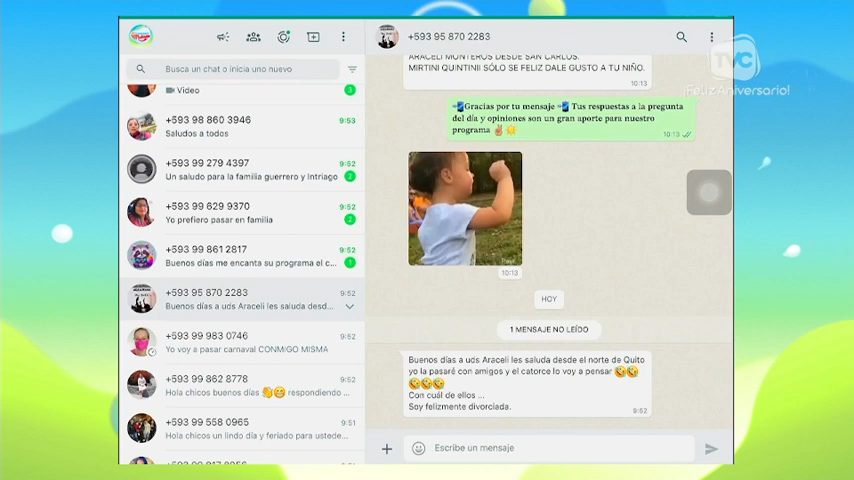 Busca un chat o inicia uno nuevo
Video
3
+593 98 860 3946
9:53
Saludos a todos
+593 99 279 4397
9:52
Un saludo para la familia guerrero y Intriago
2
+593 99 629 9370
9:52
Yo prefiero pasar en familia
2
+593 99 861 2817
9:52
Buenos días me encanta su programa el c...
1
+593 95 870 2283
9:52
Buenos días a uds Araceli les saluda desd...
+593 99 983 0746
9:52
Yo voy a pasar carnaval CONMIGO MISMA
+593 99 862 8778
9:52
Hola chicos buenos días 👏😁 respondiendo ...
+593 99 558 0965
9:51
Hola chicos un lindo día y feriado para ustede...
+593 95 870 2283
TVC
¡Feliz Aniversario!
ARACELI MONTEROS DESDE SAN CARLOS.
MIRTINI QUINTINII SÓLO SE FELIZ DALE GUSTO A TU NIÑO.
10:13
📲Gracias por tu mensaje 📲 Tus respuestas a la pregunta
del día y opiniones son un gran aporte para nuestro
programa ✌🏽☀️
10:13
10:13
HOY
1 MENSAJE NO LEÍDO
Buenos días a uds Araceli les saluda desde el norte de Quito
yo la pasaré con amigos y el catorce lo voy a pensar 🤣🤣
🤣🤣🤣
Con cuál de ellos ...
Soy felizmente divorciada.
9:52
Escribe un mensaje